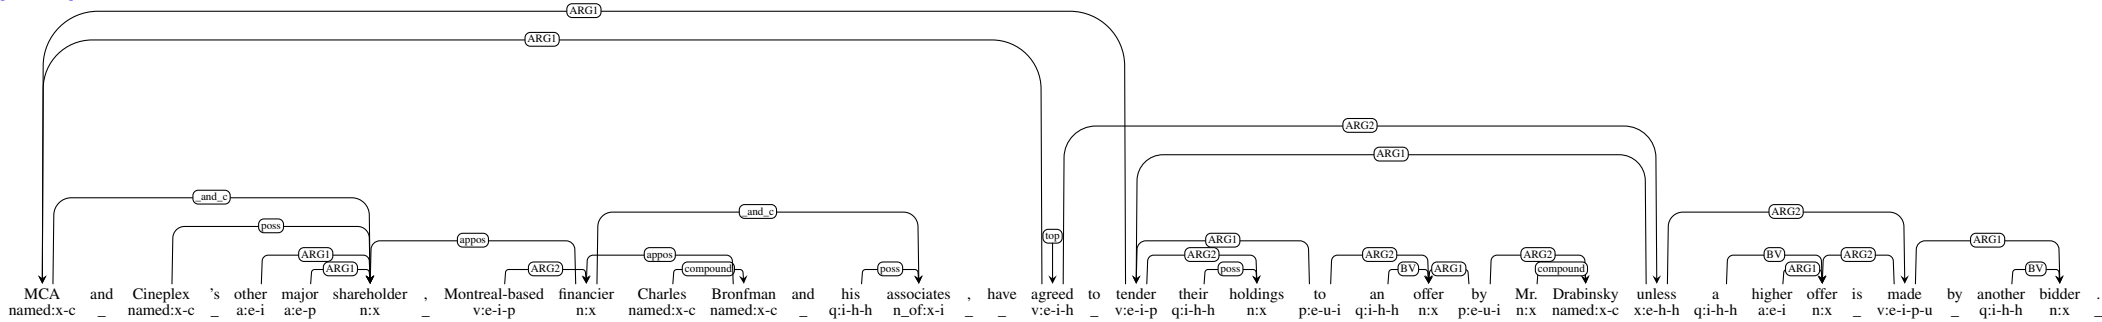 ARG1
ARG1
ARG2
ARG1
_and_c _and_c ARG2
poss top
appos ARG1 ARG1
ARG1 appos ARG2 ARG2 ARG2 BV ARG2
ARG1 ARG2 compound poss poss BV ARG1 compound ARG1 BV
MCA and Cineplex 's other major shareholder , Montreal-based financier Charles Bronfman and his associates , have agreed to tender their holdings to an offer by Mr. Drabinsky unless a higher offer is made by another bidder .
named:x-c _ named:x-c _ a:e-i a:e-p n:x _ v:e-i-p n:x named:x-c named:x-c _ q:i-h-h n_of:x-i _ _ v:e-i-h _ v:e-i-p q:i-h-h n:x p:e-u-i q:i-h-h n:x p:e-u-i n:x named:x-c x:e-h-h q:i-h-h a:e-i n:x _ v:e-i-p-u _ q:i-h-h n:x _